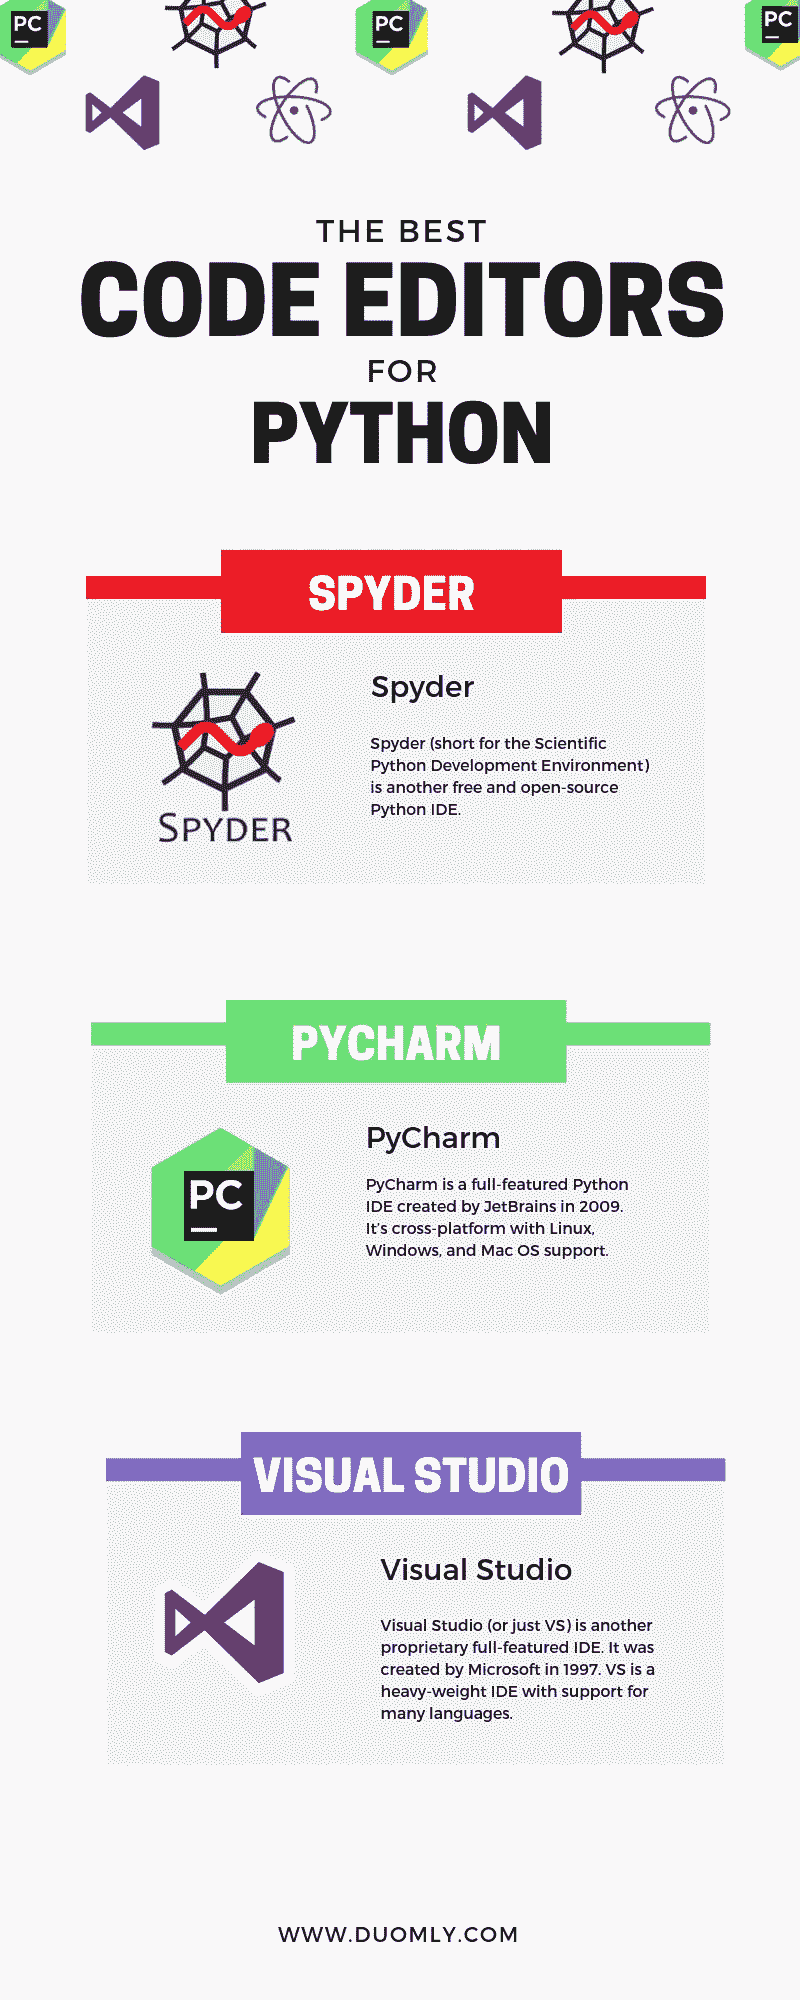 PC
PC
PC
THE BEST
CODE EDITORS
FOR
PYTHON
SPYDER
SPYDER
Spyder
Spyder (short for the Scientific
Python Development Environment)
is another free and open-source
Python IDE.
PYCHARM
PC
PyCharm
PyCharm is a full-featured Python
IDE created by JetBrains in 2009.
It's cross-platform with Linux,
Windows, and Mac OS support.
VISUAL STUDIO
Visual Studio
Visual Studio (or just VS) is another
proprietary full-featured IDE. It was
created by Microsoft in 1997. VS is a
heavy-weight IDE with support for
many languages.
WWW.DUOMLY.COM